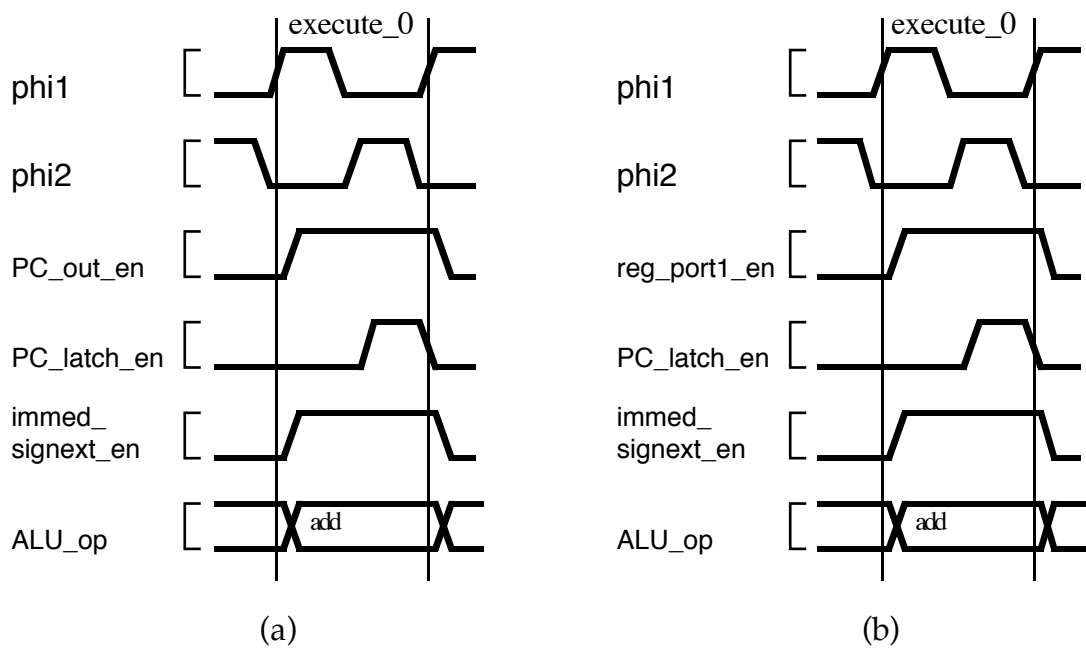 execute_0
phi1
phi2
PC_out_en
PC_latch_en
immed_
signext_en
ALU_op
add
(a)
execute_0
phi1
phi2
reg_port1_en
PC_latch_en
immed_
signext_en
ALU_op
add
(b)